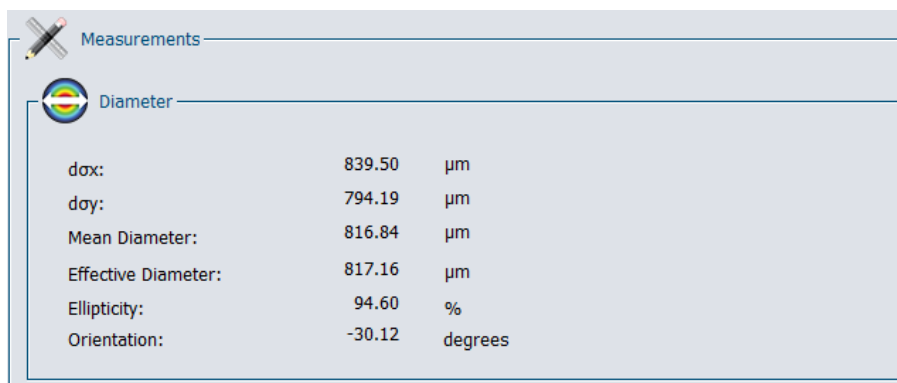 Measurements
Diameter
dσx: 839.50 µm
dσy: 794.19 µm
Mean Diameter: 816.84 µm
Effective Diameter: 817.16 µm
Ellipticity: 94.60 %
Orientation: -30.12 degrees